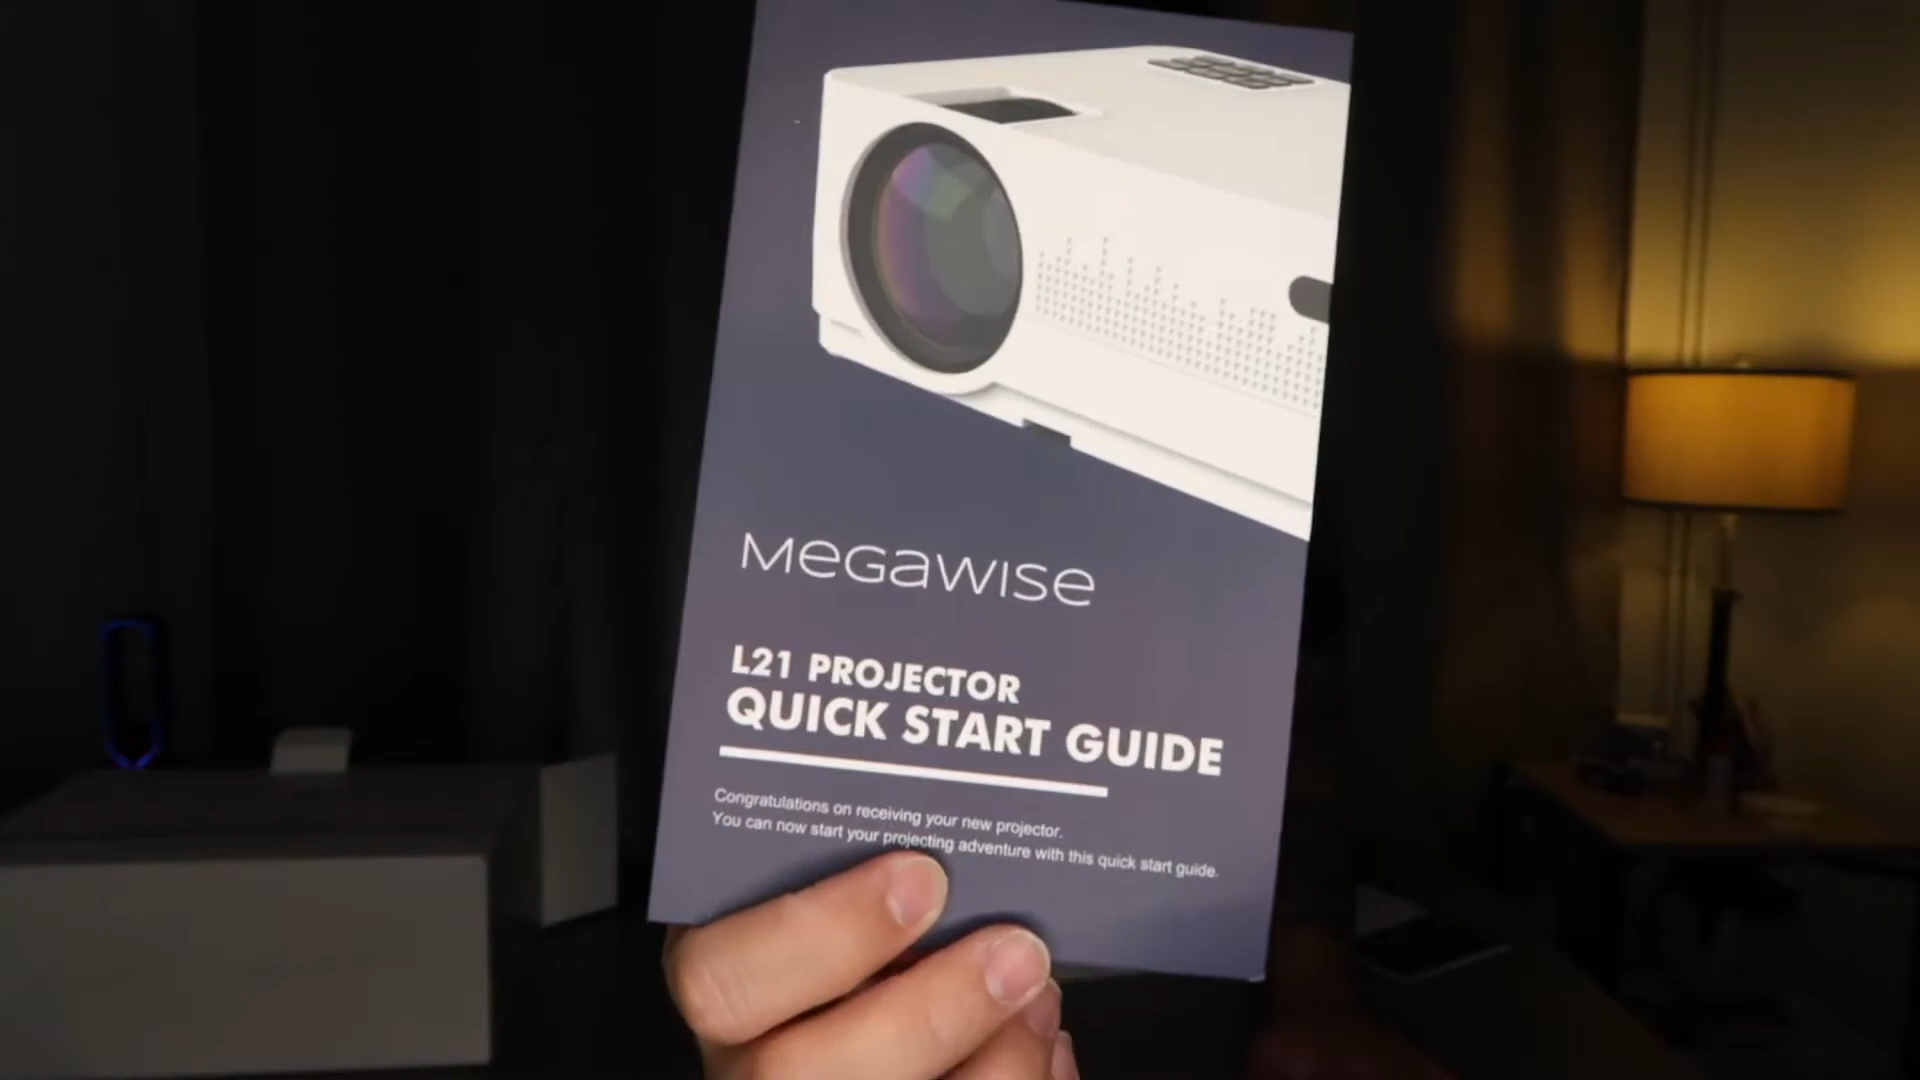 MEGAWISE
L21 PROJECTOR
QUICK START GUIDE
Congratulations on receiving your new projector.
You can now start your projecting adventure with this quick start guide.